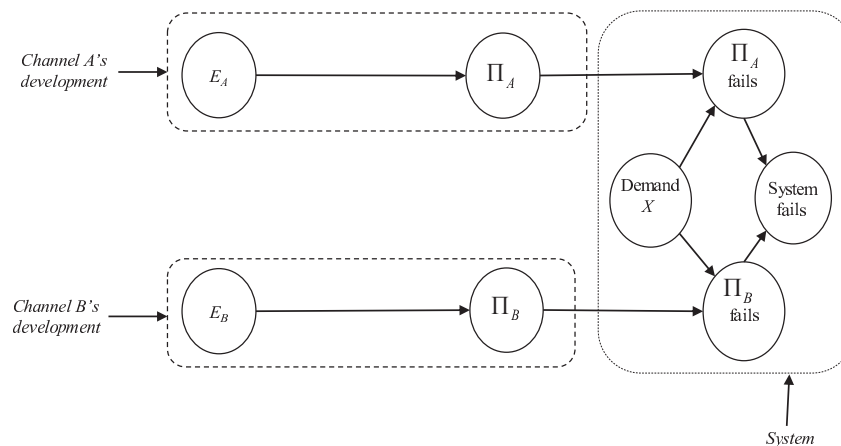 Channel A's
development
E_A
Π_A
Π_A
fails
Demand
X
System
fails
Channel B's
development
E_B
Π_B
Π_B
fails
System